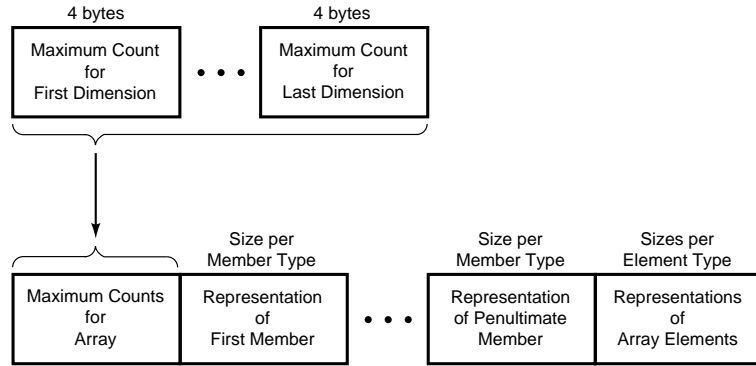 4 bytes
4 bytes
Maximum Count
for
First Dimension
Maximum Count
for
Last Dimension
Size per
Member Type
Size per
Member Type
Sizes per
Element Type
Maximum Counts
for
Array
Representation
of
First Member
Representation
of Penultimate
Member
Representations
of
Array Elements